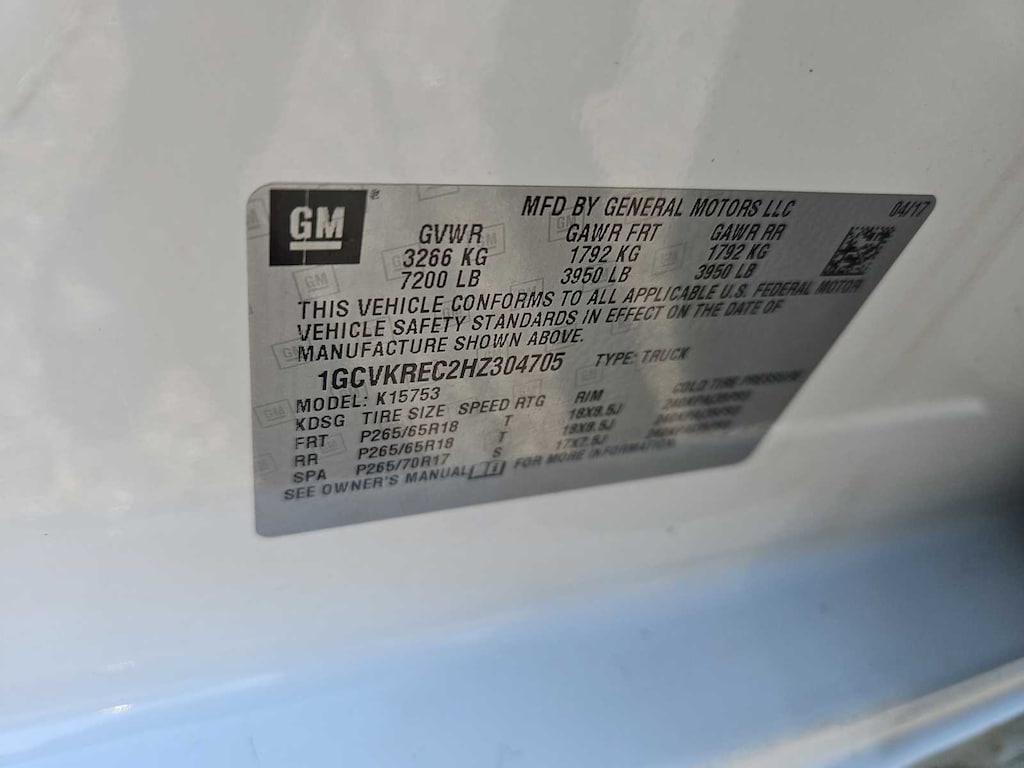 GM ®
MFD BY GENERAL MOTORS LLC 04/17
GVWR GAWR FRT GAWR RR
3266 KG 1792 KG 1792 KG
7200 LB 3950 LB 3950 LB
THIS VEHICLE CONFORMS TO ALL APPLICABLE U.S. FEDERAL MOTOR
VEHICLE SAFETY STANDARDS IN EFFECT ON THE DATE OF
MANUFACTURE SHOWN ABOVE.
1GCVKREC2HZ304705 TYPE: TRUCK
MODEL: K15753
KDSG TIRE SIZE SPEED RTG RIM COLD TIRE PRESSURE
FRT P265/65R18 T 18X8.5J
RR P265/65R18 T 18X8.5J
SPA P265/70R17 S 17X7.5J
SEE OWNER'S MANUAL FOR MORE INFORMATION.